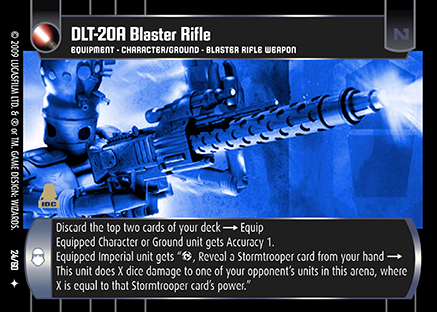 DLT-20A Blaster Rifle
EQUIPMENT • CHARACTER/GROUND • BLASTER RIFLE WEAPON
N
IDC
Discard the top two cards of your deck → Equip
Equipped Character or Ground unit gets Accuracy 1.
Equipped Imperial unit gets “, Reveal a Stormtrooper card from your hand →
This unit does X dice damage to one of your opponent's units in this arena, where
X is equal to that Stormtrooper card's power.”
© 2009 LUCASFILM LTD. & ® or TM. GAME DESIGN: WIZARDS.
24/60